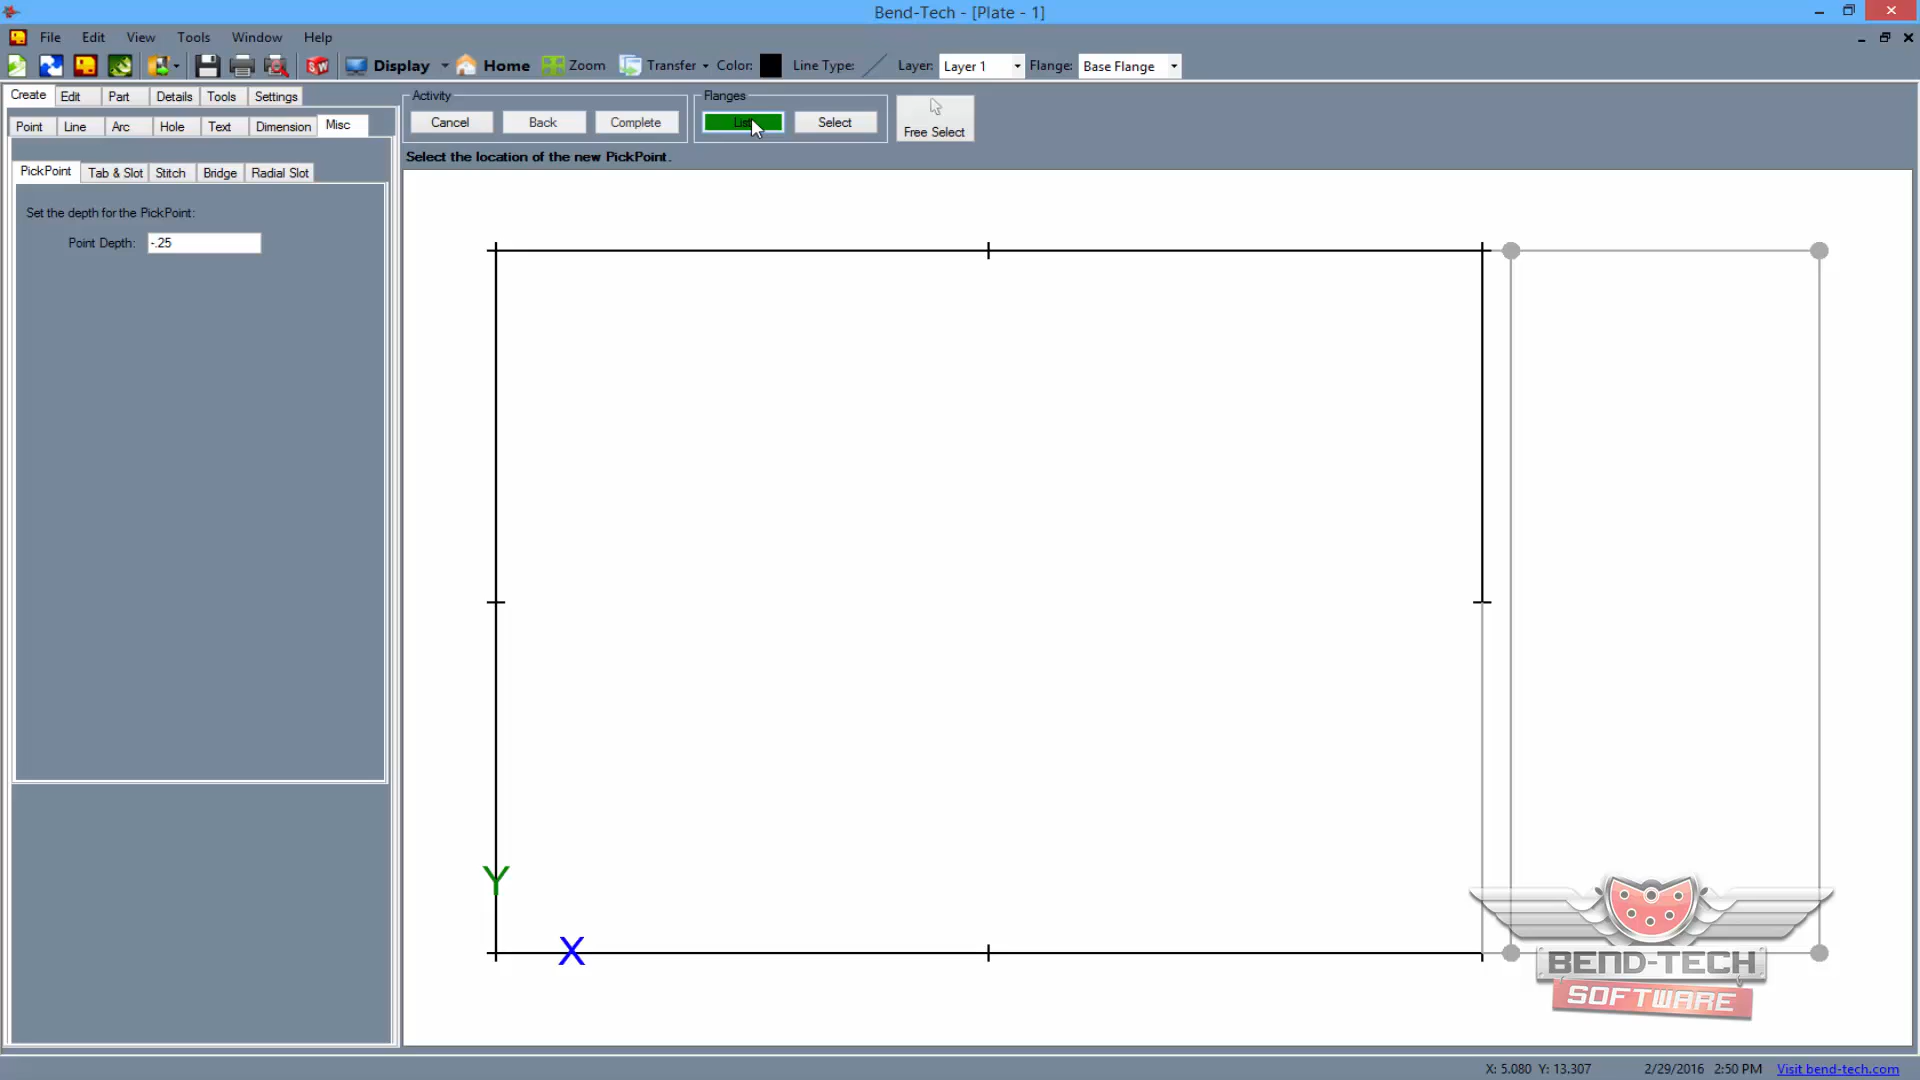 Bend-Tech - [Plate - 1]
File Edit View Tools Window Help
Display Home Zoom Transfer Color: Line Type: Layer: Layer 1 Flange: Base Flange
Create Edit Part Details Tools Settings
Activity Flanges
Point Line Arc Hole Text Dimension Misc
Cancel Back Complete List Select Free Select
Select the location of the new PickPoint.
PickPoint Tab & Slot Stitch Bridge Radial Slot
Set the depth for the PickPoint:
Point Depth: -.25
Y
X
BEND-TECH
SOFTWARE
X: 5.080 Y: 13.307 2/29/2016 2:50 PM Visit bend-tech.com